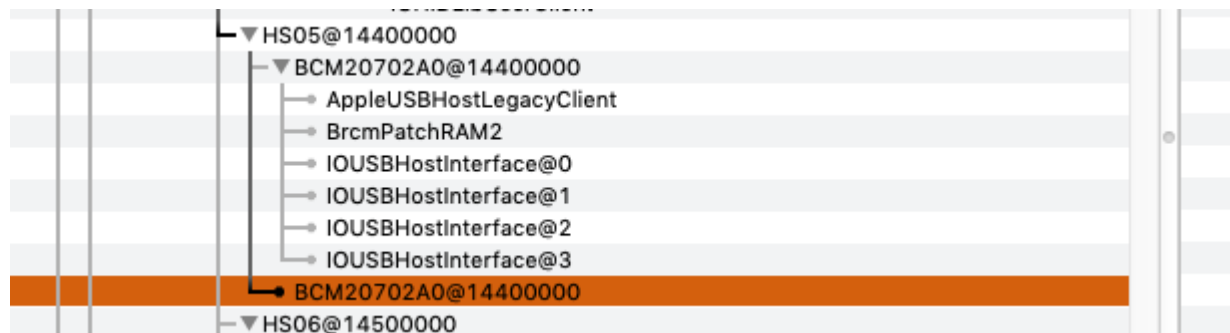 HS05@14400000
BCM20702A0@14400000
AppleUSBHostLegacyClient
BrcmPatchRAM2
IOUSBHostInterface@0
IOUSBHostInterface@1
IOUSBHostInterface@2
IOUSBHostInterface@3
BCM20702A0@14400000
HS06@14500000